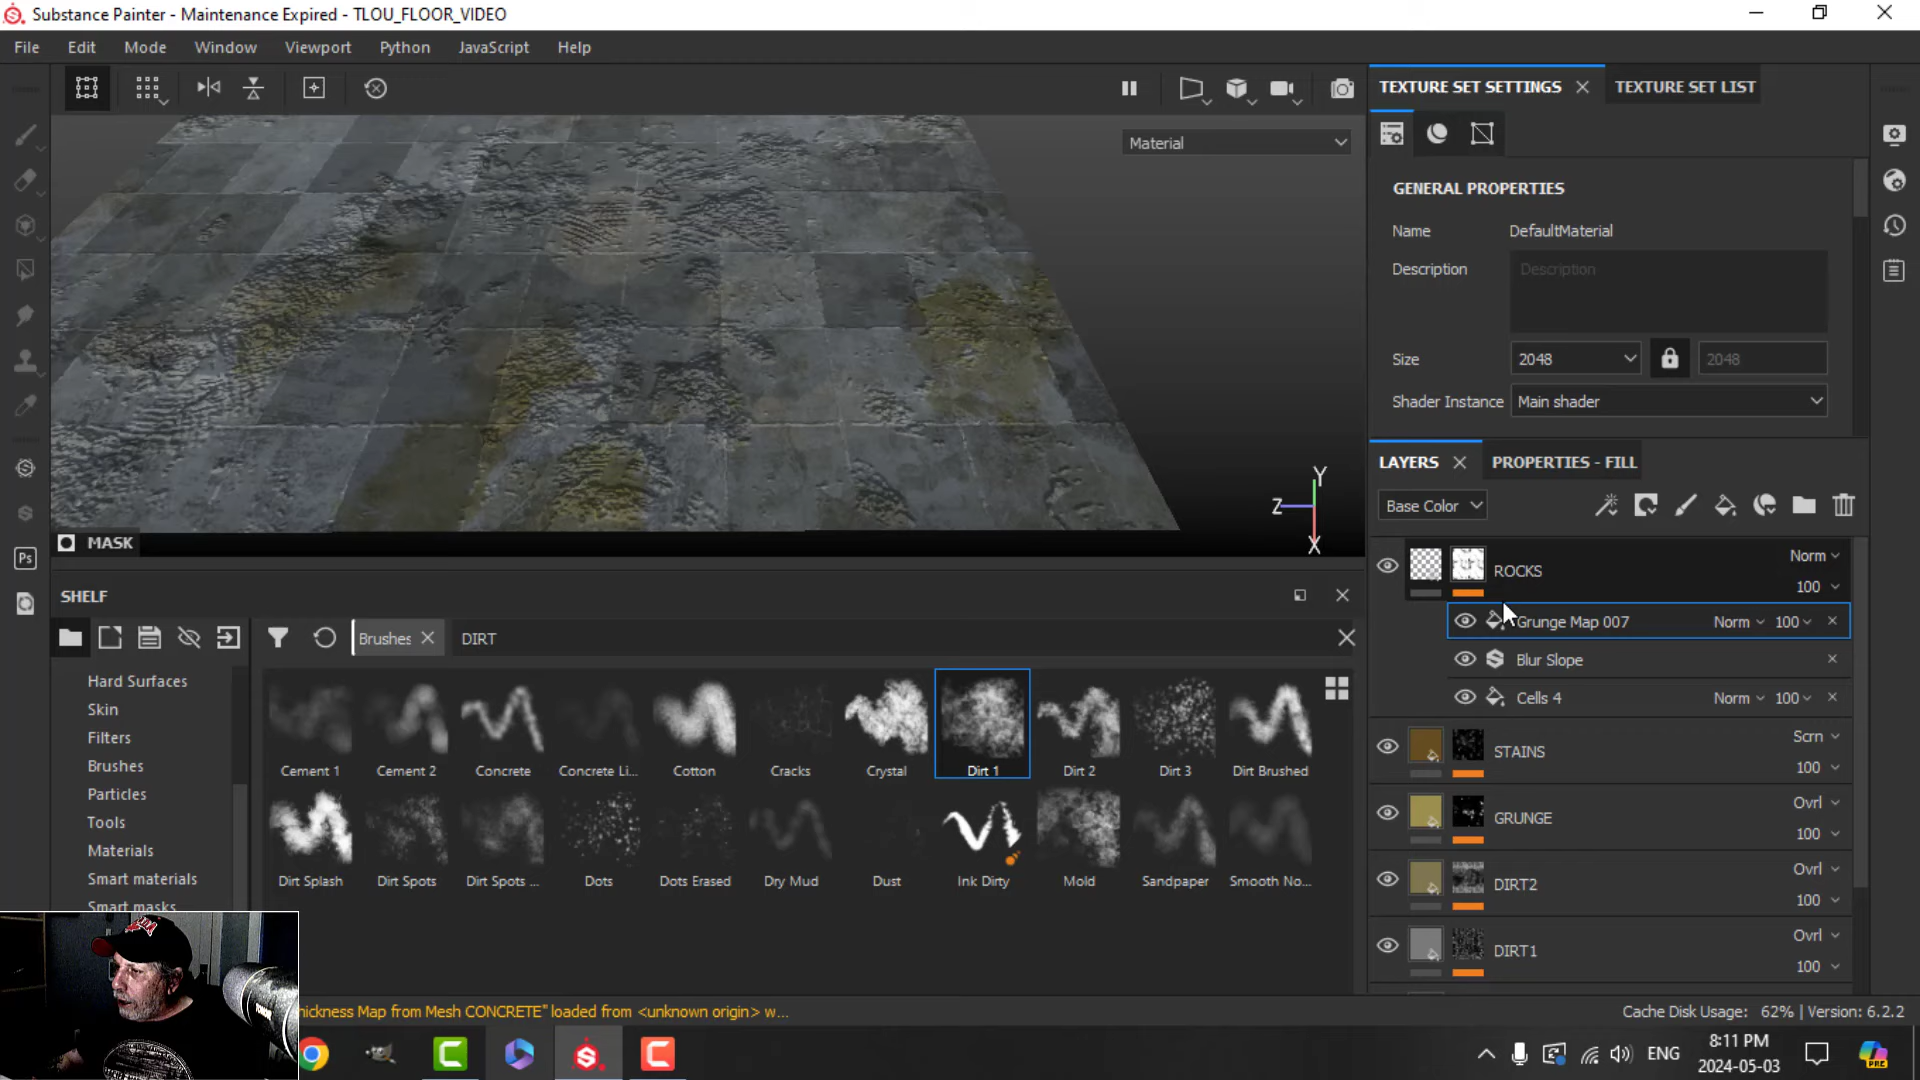 Substance Painter - Maintenance Expired - TLOU_FLOOR_VIDEO
File Edit Mode Window Viewport Python JavaScript Help
Material
Z Y X
MASK
TEXTURE SET SETTINGS TEXTURE SET LIST
GENERAL PROPERTIES
Name DefaultMaterial
Description Description
Size 2048 2048
Shader Instance Main shader
LAYERS PROPERTIES - FILL
Base Color
ROCKS Norm 100
Grunge Map 007 Norm 100
Blur Slope
Cells 4 Norm 100
STAINS Scrn 100
GRUNGE Ovrl 100
DIRT2 Ovrl 100
DIRT1 Ovrl 100
SHELF
Brushes DIRT
Hard Surfaces
Skin
Filters
Brushes
Particles
Tools
Materials
Smart materials
Smart masks
Cement 1 Cement 2 Concrete Concrete Li... Cotton Cracks Crystal Dirt 1 Dirt 2 Dirt 3 Dirt Brushed
Dirt Splash Dirt Spots Dirt Spots ... Dots Dots Erased Dry Mud Dust Ink Dirty Mold Sandpaper Smooth No...
hickness Map from Mesh CONCRETE" loaded from <unknown origin> w...
Cache Disk Usage: 62% | Version: 6.2.2
Ps
ENG
8:11 PM
2024-05-03